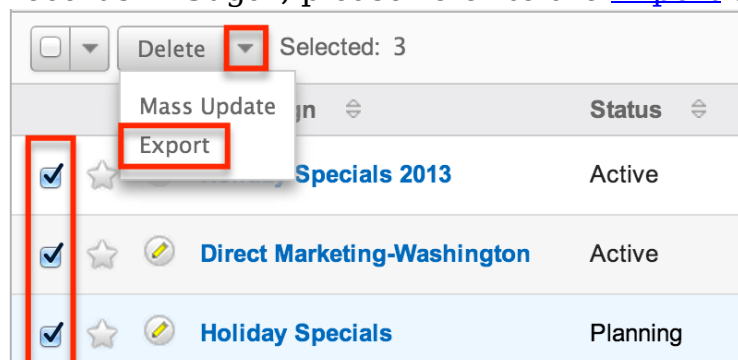 Delete Selected: 3
Mass Update
Export
Status
Specials 2013 Active
Direct Marketing-Washington Active
Holiday Specials Planning